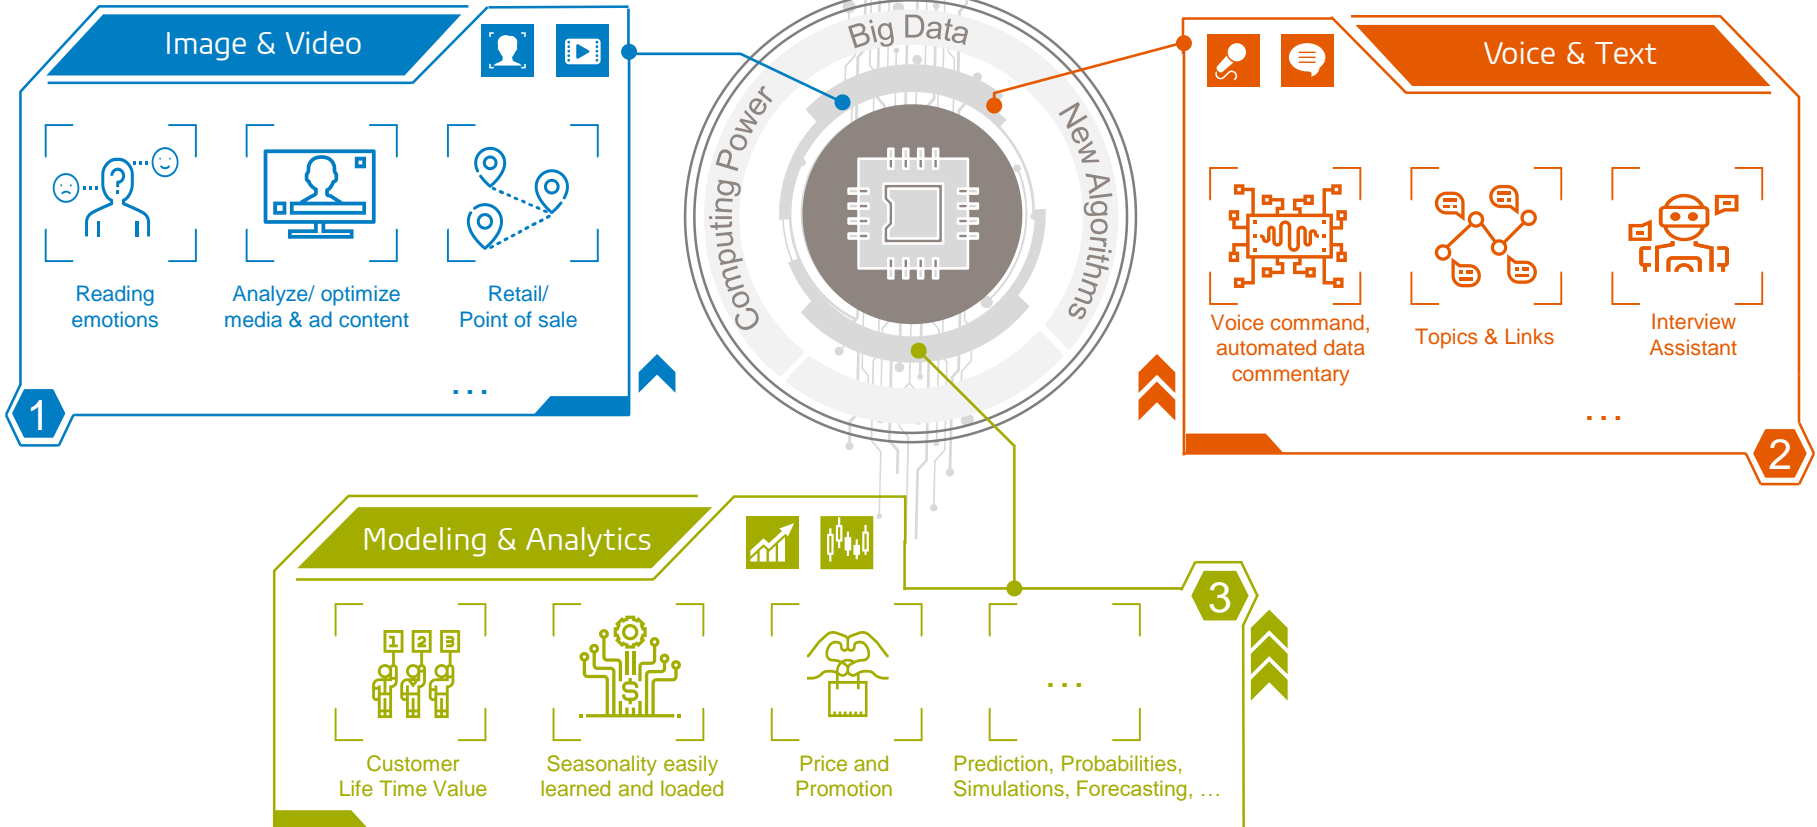 Image & Video
Reading
emotions
Analyze/ optimize
media & ad content
Retail/
Point of sale
...
1
Big Data
Computing Power
New Algorithms
Voice & Text
Voice command,
automated data
commentary
Topics & Links
Interview
Assistant
...
2
Modeling & Analytics
3
1 2 3
Customer
Life Time Value
$
Seasonality easily
learned and loaded
Price and
Promotion
...
Prediction, Probabilities,
Simulations, Forecasting, …